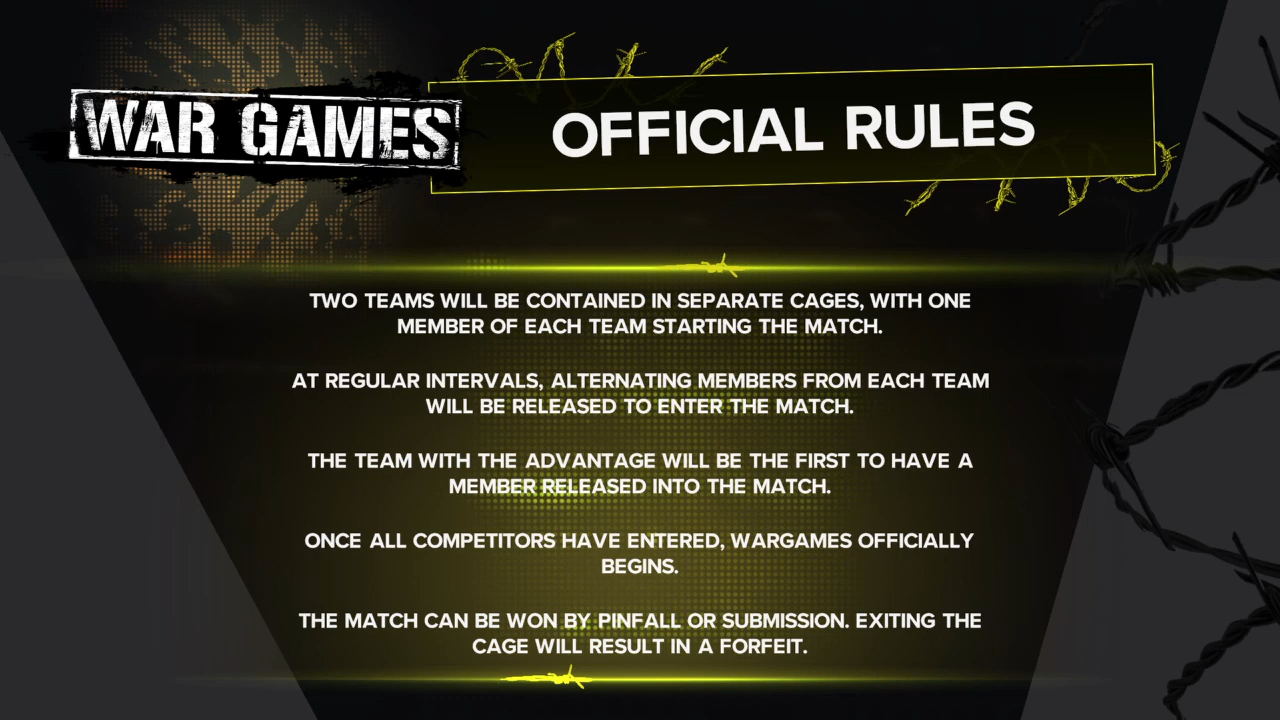 WAR GAMES
OFFICIAL RULES
TWO TEAMS WILL BE CONTAINED IN SEPARATE CAGES, WITH ONE
MEMBER OF EACH TEAM STARTING THE MATCH.
AT REGULAR INTERVALS, ALTERNATING MEMBERS FROM EACH TEAM
WILL BE RELEASED TO ENTER THE MATCH.
THE TEAM WITH THE ADVANTAGE WILL BE THE FIRST TO HAVE A
MEMBER RELEASED INTO THE MATCH.
ONCE ALL COMPETITORS HAVE ENTERED, WARGAMES OFFICIALLY
BEGINS.
THE MATCH CAN BE WON BY PINFALL OR SUBMISSION. EXITING THE
CAGE WILL RESULT IN A FORFEIT.